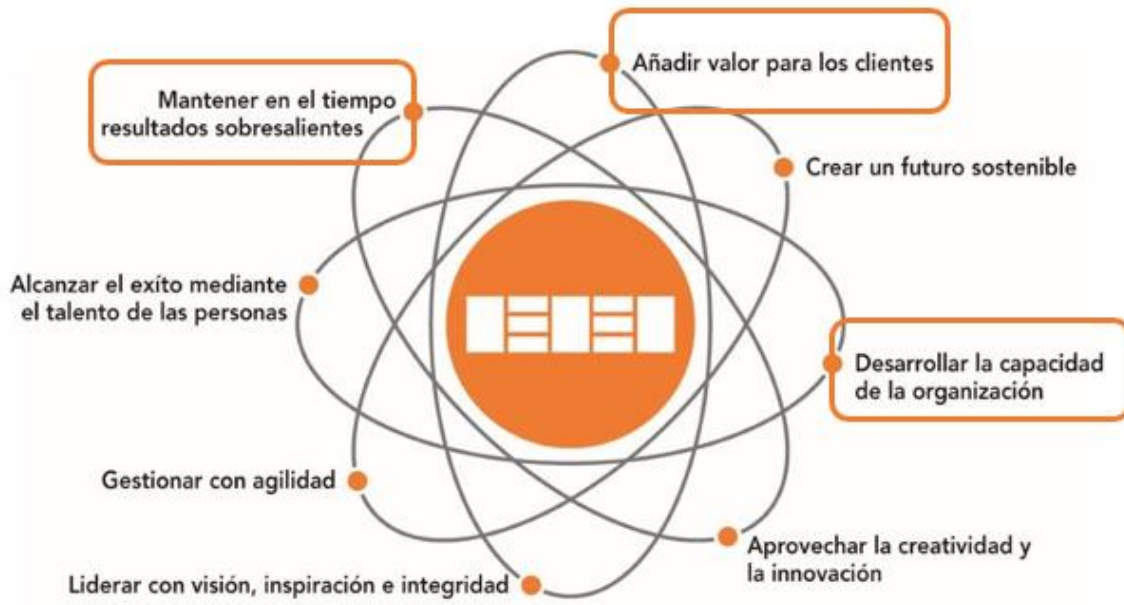 Añadir valor para los clientes
Mantener en el tiempo
resultados sobresalientes
Crear un futuro sostenible
Alcanzar el exíto mediante
el talento de las personas
Desarrollar la capacidad
de la organización
Gestionar con agilidad
Aprovechar la creatividad y
la innovación
Liderar con visión, inspiración e integridad